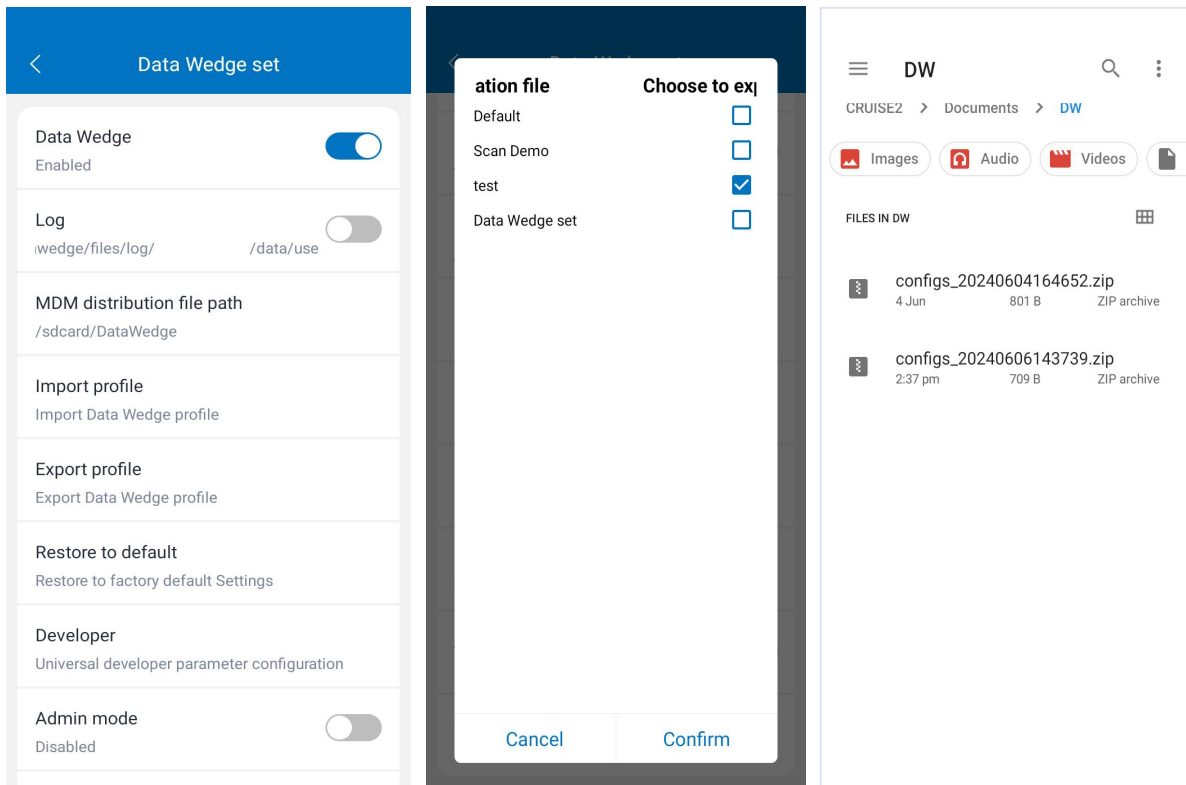 Data Wedge set
Data Wedge
Enabled
Log
wedge/files/log/ /data/use
MDM distribution file path
/sdcard/DataWedge
Import profile
Import Data Wedge profile
Export profile
Export Data Wedge profile
Restore to default
Restore to factory default Settings
Developer
Universal developer parameter configuration
Admin mode
Disabled
ation file Choose to exp
Default
Scan Demo
test
Data Wedge set
Cancel Confirm
DW
CRUISE2 > Documents > DW
Images Audio Videos
FILES IN DW
configs_20240604164652.zip
4 Jun 801 B ZIP archive
configs_20240606143739.zip
2:37 pm 709 B ZIP archive